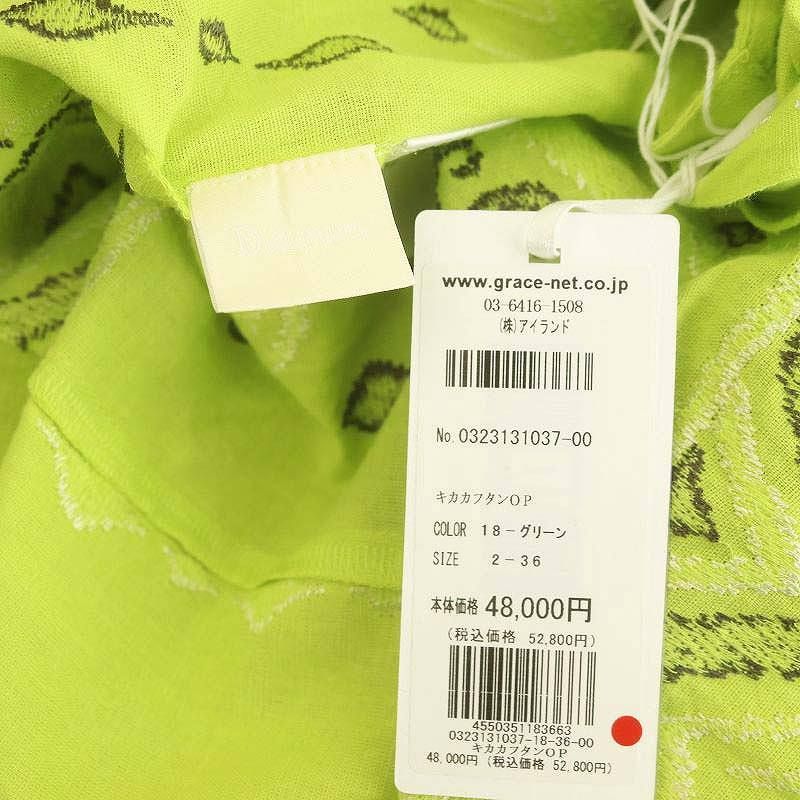 www.grace-net.co.jp
03-6416-1508
(株)アイランド
No.0323131037-00
キカカフタンOP
COLOR 18-グリーン
SIZE 2-36
本体価格 48,000円
(税込価格 52,800円)
4550351183663
0323131037-18-36-00
キカカフタンOP
48,000円 (税込価格 52,800円)